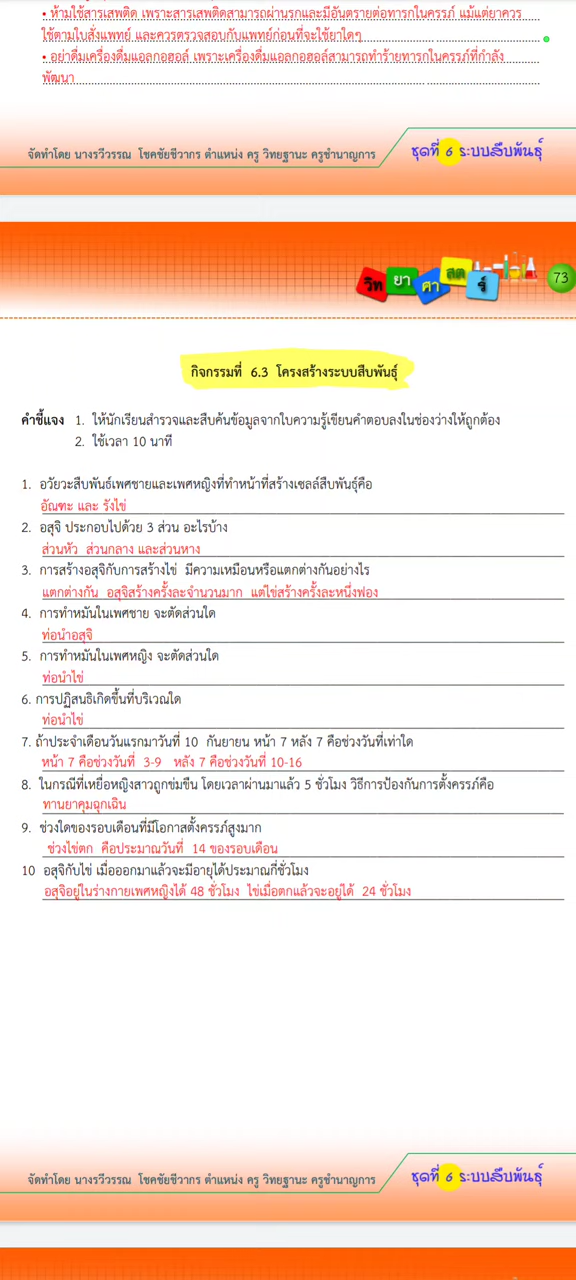 • ห้ามใช้สารเสพติด เพราะสารเสพติดสามารถผ่านรกและมีอันตรายต่อทารกในครรภ์ แม้แต่ยาควร
ใช้ตามใบสั่งแพทย์ และควรตรวจสอบกับแพทย์ก่อนที่จะใช้ยาใดๆ
• อย่าดื่มเครื่องดื่มแอลกอฮอล์ เพราะเครื่องดื่มแอลกอฮอล์สามารถทำร้ายทารกในครรภ์ที่กำลัง
พัฒนา
จัดทำโดย นางรวีวรรณ โชคชัยชีวากร ตำแหน่ง ครู วิทยฐานะ ครูชำนาญการ ชุดที่ 6 ระบบสืบพันธุ์
วิทยาศาสตร์ 73
กิจกรรมที่ 6.3 โครงสร้างระบบสืบพันธุ์
คำชี้แจง 1. ให้นักเรียนสำรวจและสืบค้นข้อมูลจากใบความรู้เขียนคำตอบลงในช่องว่างให้ถูกต้อง
2. ใช้เวลา 10 นาที
1. อวัยวะสืบพันธ์เพศชายและเพศหญิงที่ทำหน้าที่สร้างเซลล์สืบพันธุ์คือ
อัณฑะ และ รังไข่
2. อสุจิ ประกอบไปด้วย 3 ส่วน อะไรบ้าง
ส่วนหัว ส่วนกลาง และส่วนหาง
3. การสร้างอสุจิกับการสร้างไข่ มีความเหมือนหรือแตกต่างกันอย่างไร
แตกต่างกัน อสุจิสร้างครั้งละจำนวนมาก แต่ไข่สร้างครั้งละหนึ่งฟอง
4. การทำหมันในเพศชาย จะตัดส่วนใด
ท่อนำอสุจิ
5. การทำหมันในเพศหญิง จะตัดส่วนใด
ท่อนำไข่
6. การปฏิสนธิเกิดขึ้นที่บริเวณใด
ท่อนำไข่
7. ถ้าประจำเดือนวันแรกมาวันที่ 10 กันยายน หน้า 7 หลัง 7 คือช่วงวันที่เท่าใด
หน้า 7 คือช่วงวันที่ 3-9 หลัง 7 คือช่วงวันที่ 10-16
8. ในกรณีที่เหยื่อหญิงสาวถูกข่มขืน โดยเวลาผ่านมาแล้ว 5 ชั่วโมง วิธีการป้องกันการตั้งครรภ์คือ
ทานยาคุมฉุกเฉิน
9. ช่วงใดของรอบเดือนที่มีโอกาสตั้งครรภ์สูงมาก
ช่วงไข่ตก คือประมาณวันที่ 14 ของรอบเดือน
10 อสุจิกับไข่ เมื่อออกมาแล้วจะมีอายุได้ประมาณกี่ชั่วโมง
อสุจิอยู่ในร่างกายเพศหญิงได้ 48 ชั่วโมง ไข่เมื่อตกแล้วจะอยู่ได้ 24 ชั่วโมง
จัดทำโดย นางรวีวรรณ โชคชัยชีวากร ตำแหน่ง ครู วิทยฐานะ ครูชำนาญการ ชุดที่ 6 ระบบสืบพันธุ์